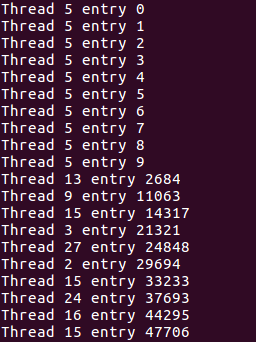 Thread 5 entry 0
Thread 5 entry 1
Thread 5 entry 2
Thread 5 entry 3
Thread 5 entry 4
Thread 5 entry 5
Thread 5 entry 6
Thread 5 entry 7
Thread 5 entry 8
Thread 5 entry 9
Thread 13 entry 2684
Thread 9 entry 11063
Thread 15 entry 14317
Thread 3 entry 21321
Thread 27 entry 24848
Thread 2 entry 29694
Thread 15 entry 33233
Thread 24 entry 37693
Thread 16 entry 44295
Thread 15 entry 47706